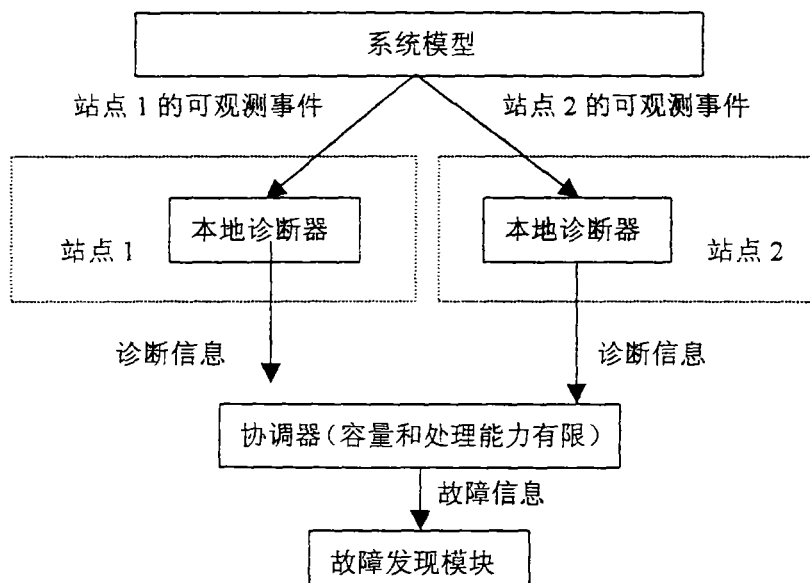 系统模型
站点 1 的可观测事件
站点 2 的可观测事件
本地诊断器
站点 1
本地诊断器
站点 2
诊断信息
诊断信息
协调器（容量和处理能力有限）
故障信息
故障发现模块